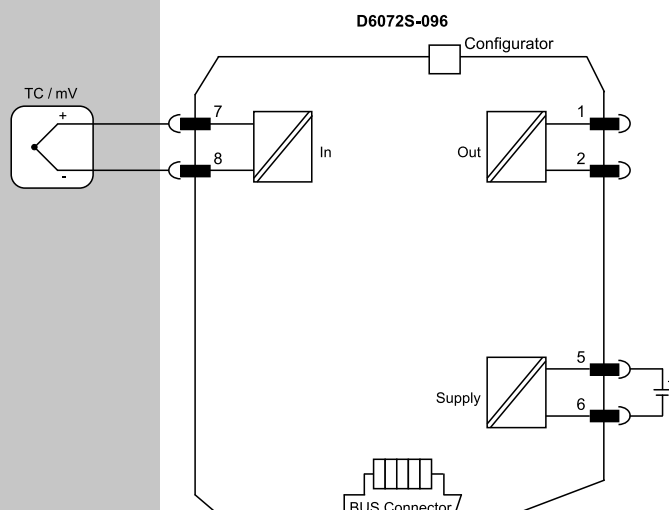 D6072S-096
Configurator
TC / mV
+
7
1
In
Out
8
2
-
5
Supply
6
BUS Connector